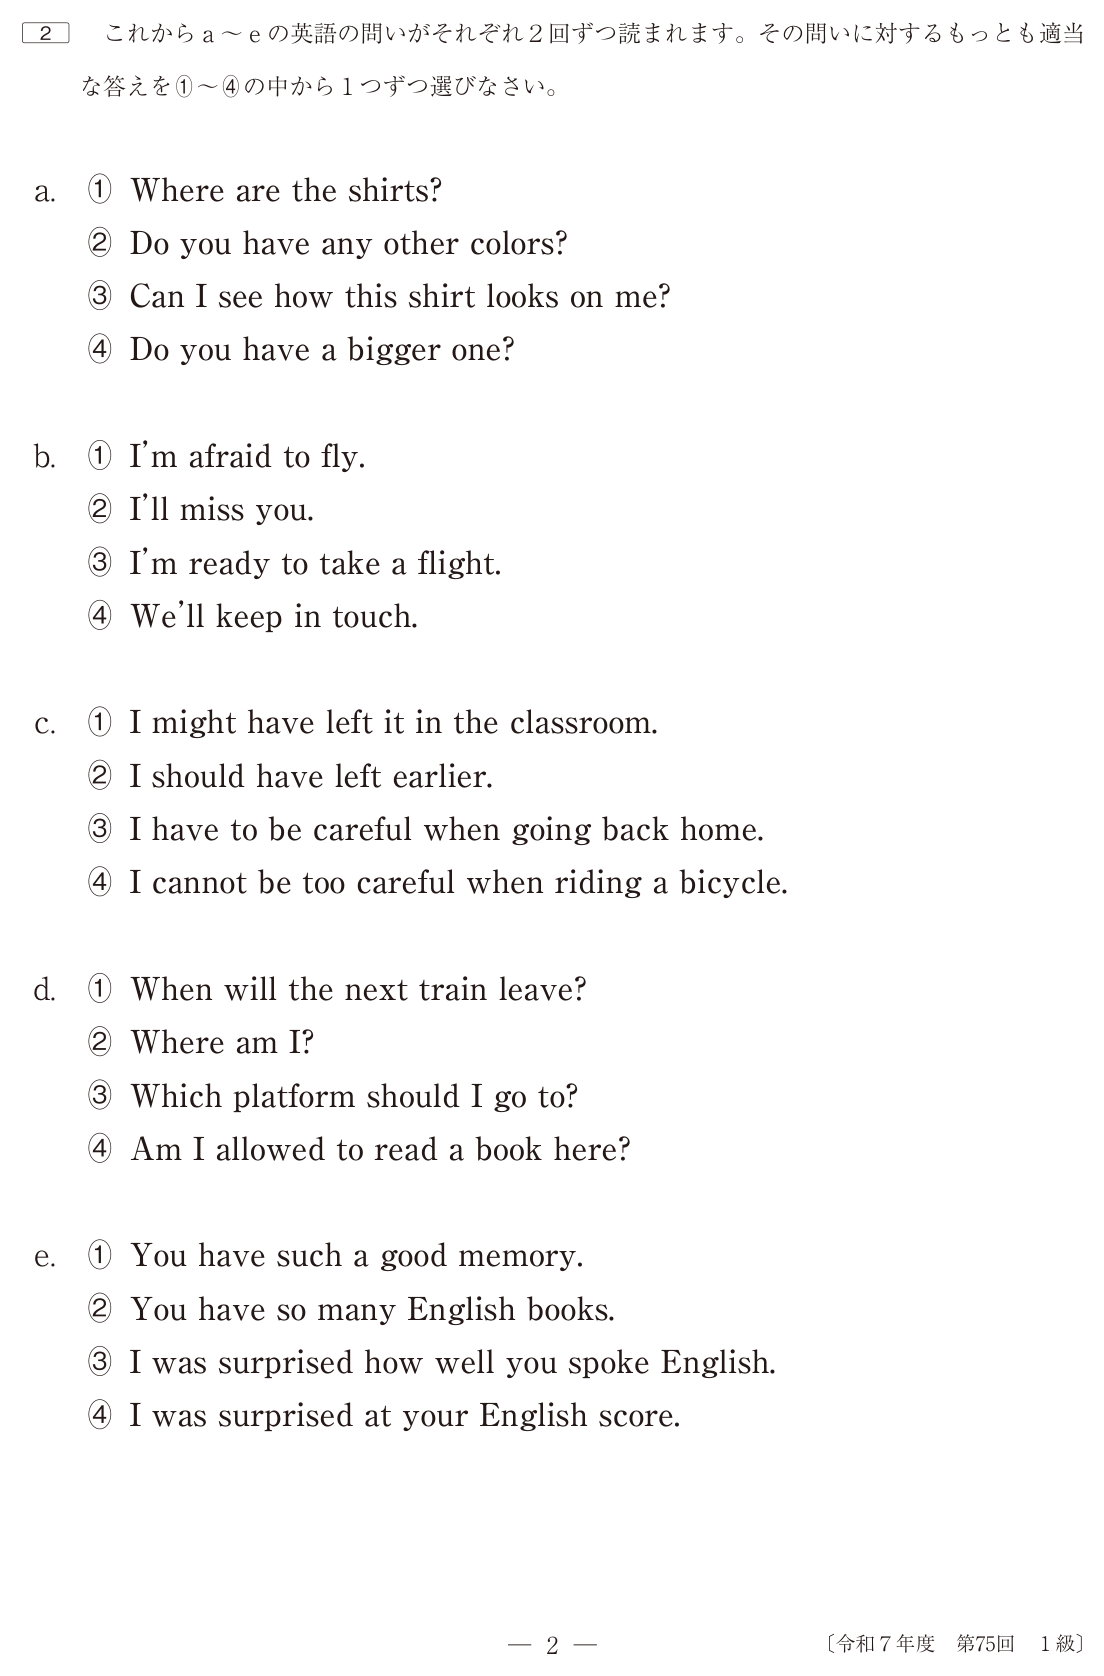 2 これからａ～ｅの英語の問いがそれぞれ２回ずつ読まれます。その問いに対するもっとも適当
な答えを①～④の中から１つずつ選びなさい。
a. ① Where are the shirts?
② Do you have any other colors?
③ Can I see how this shirt looks on me?
④ Do you have a bigger one?
b. ① I’m afraid to fly.
② I’ll miss you.
③ I’m ready to take a flight.
④ We’ll keep in touch.
c. ① I might have left it in the classroom.
② I should have left earlier.
③ I have to be careful when going back home.
④ I cannot be too careful when riding a bicycle.
d. ① When will the next train leave?
② Where am I?
③ Which platform should I go to?
④ Am I allowed to read a book here?
e. ① You have such a good memory.
② You have so many English books.
③ I was surprised how well you spoke English.
④ I was surprised at your English score.
— 2 — 〔令和７年度　第75回　１級〕